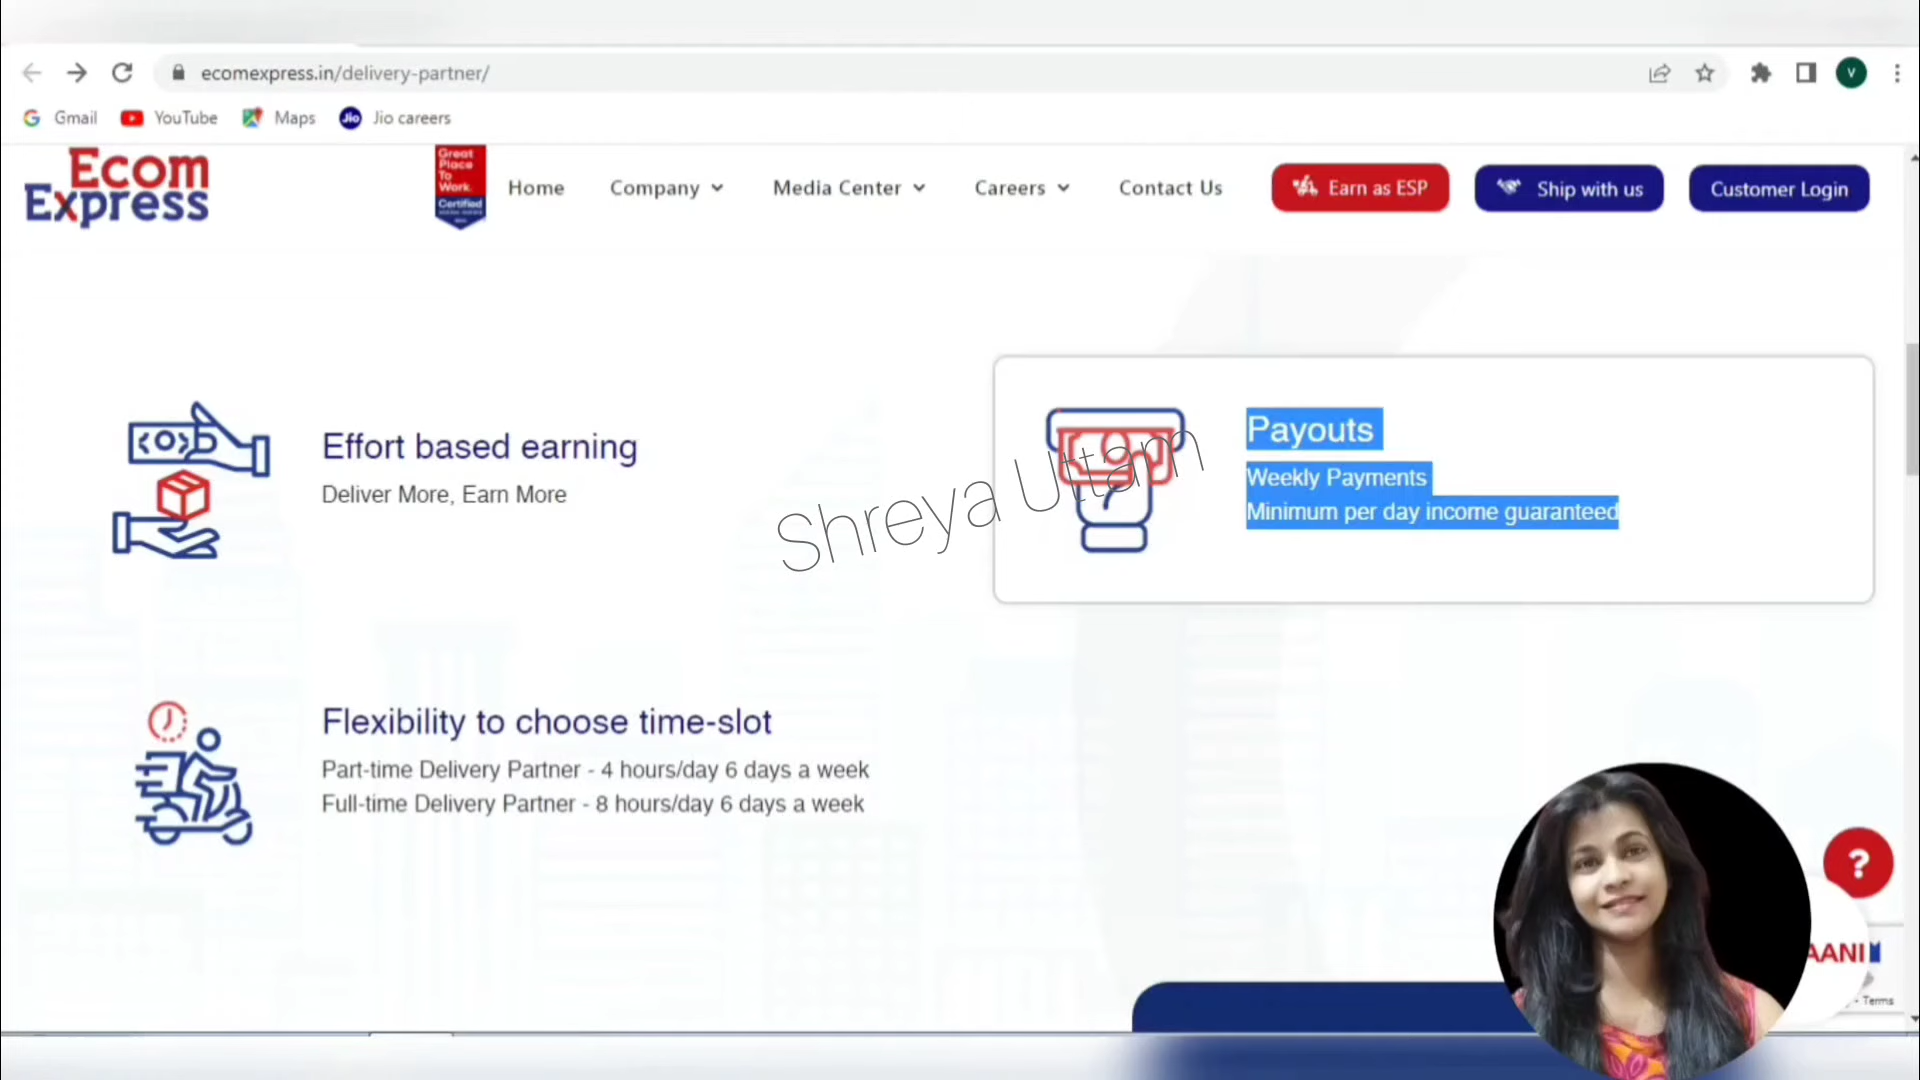 ecomexpress.in/delivery-partner/
V
Gmail
YouTube
Maps
Jio
Jio careers
Ecom
Express
Great
Place
To
Work.
Certified
Home
Company
Media Center
Careers
Contact Us
Earn as ESP
Ship with us
Customer Login
Effort based earning
Deliver More, Earn More
Payouts
Weekly Payments
Minimum per day income guaranteed
Shreya Uttam
Flexibility to choose time-slot
Part-time Delivery Partner - 4 hours/day 6 days a week
Full-time Delivery Partner - 8 hours/day 6 days a week
?
AANI
- Terms